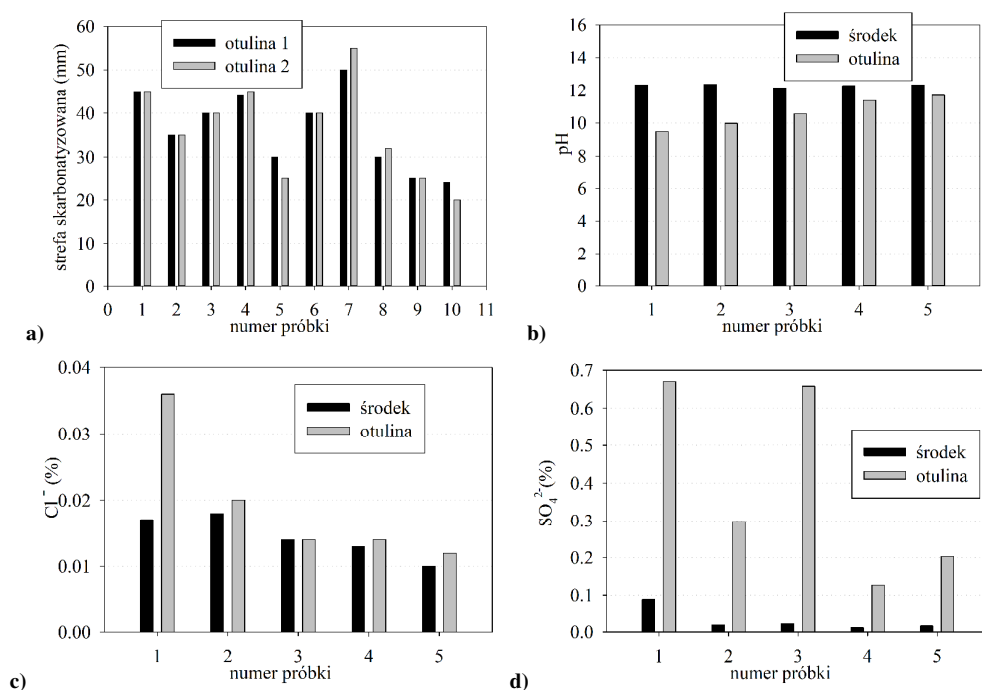 60
50
40
30
20
10
0
strefa skarbonatyzowana (mm)
otulina 1
otulina 2
0 1 2 3 4 5 6 7 8 9 10 11
numer próbki
a)
16
14
12
10
8
6
4
2
0
pH
środek
otulina
1 2 3 4 5
numer próbki
b)
0.04
0.03
0.02
0.01
0.00
Cl⁻ (%)
środek
otulina
1 2 3 4 5
numer próbki
c)
0.7
0.6
0.5
0.4
0.3
0.2
0.1
0.0
SO₄²⁻(%)
środek
otulina
1 2 3 4 5
numer próbki
d)